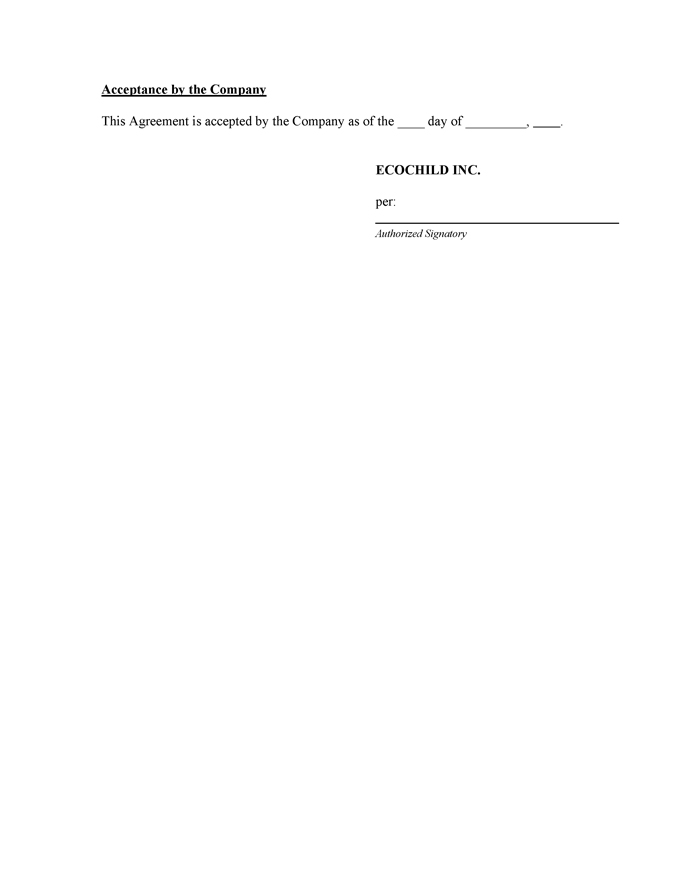 Acceptance by the Company
This Agreement is accepted by the Company as of the ____ day of _________, ____.
ECOCHILD INC.
per:
Authorized Signatory